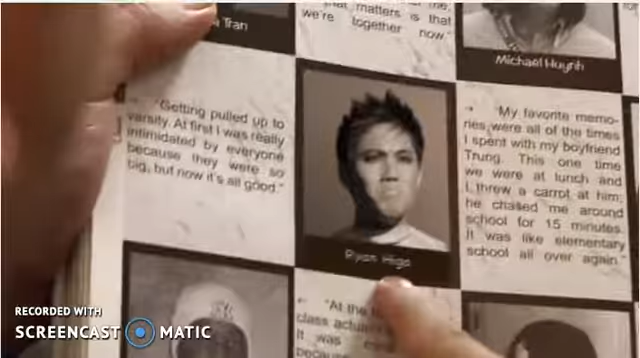 Tran
me,
that matters is that
we're together now."
Michael Huynh
"Getting pulled up to
varsity. At first I was really
intimidated by everyone
because they were so
big, but now it's all good."
Ryan Higa
"My favorite memo-
ries were all of the times
I spent with my boyfriend
Trung. This one time
we were at lunch and
I threw a carrot at him;
he chased me around
school for 15 minutes.
It was like elementary
school all over again."
"At the
class
It was
because
RECORDED WITH
SCREENCAST MATIC